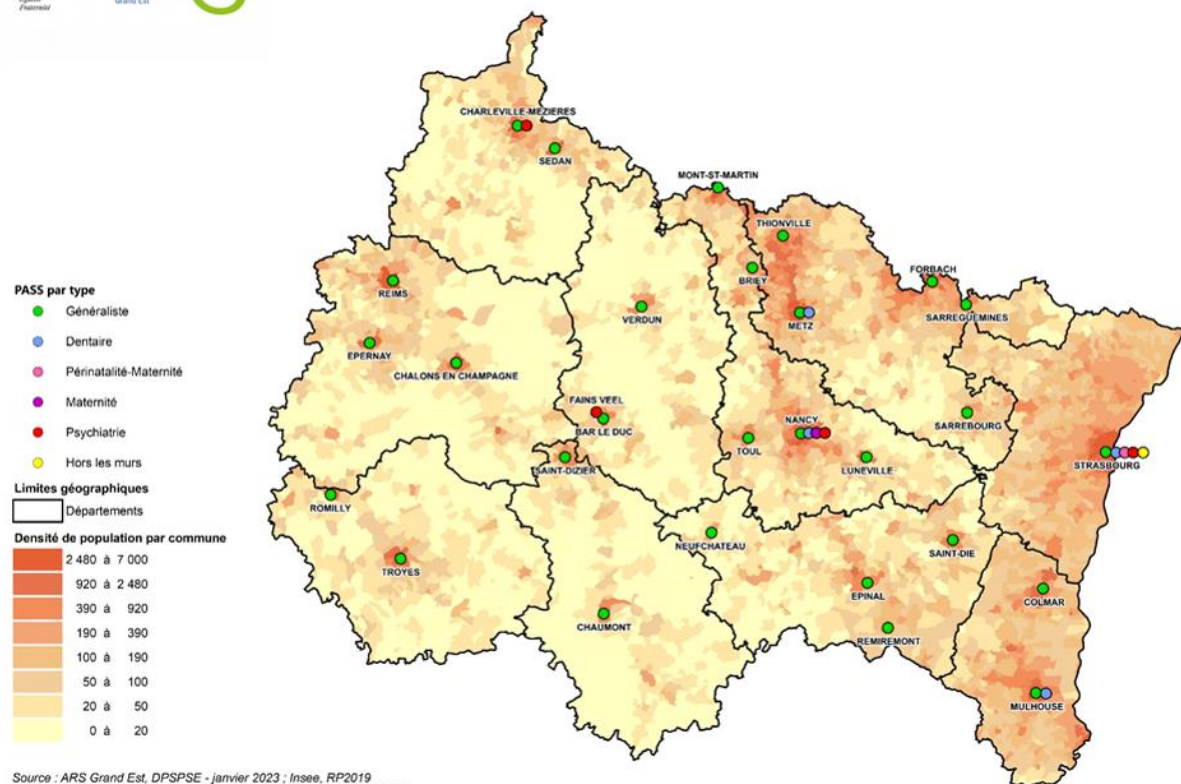 Fraternité
Grand Est
PASS par type
Généraliste
Dentaire
Périnatalité-Maternité
Maternité
Psychiatrie
Hors les murs
Limites géographiques
Départements
Densité de population par commune
2 480 à 7 000
920 à 2 480
390 à 920
190 à 390
100 à 190
50 à 100
20 à 50
0 à 20
CHARLEVILLE-MEZIERES
SEDAN
MONT-ST-MARTIN
THIONVILLE
BRIEY
FORBACH
SARREGUEMINES
REIMS
VERDUN
METZ
EPERNAY
CHALONS EN CHAMPAGNE
FAINS VEEL
BAR LE DUC
NANCY
SARREBOURG
TOUL
LUNEVILLE
STRASBOURG
SAINT-DIZIER
ROMILLY
NEUFCHATEAU
SAINT-DIE
TROYES
EPINAL
COLMAR
CHAUMONT
REMIREMONT
MULHOUSE
Source : ARS Grand Est, DPSPSE - janvier 2023 ; Insee, RP2019